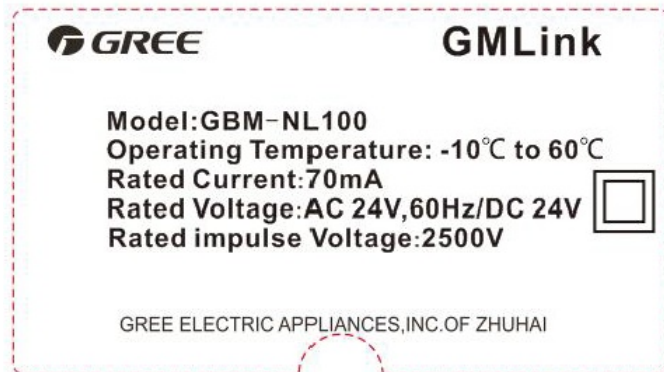 GREE GMLink
Model:GBM-NL100
Operating Temperature: -10℃ to 60℃
Rated Current:70mA
Rated Voltage:AC 24V,60Hz/DC 24V
Rated impulse Voltage:2500V
GREE ELECTRIC APPLIANCES,INC.OF ZHUHAI